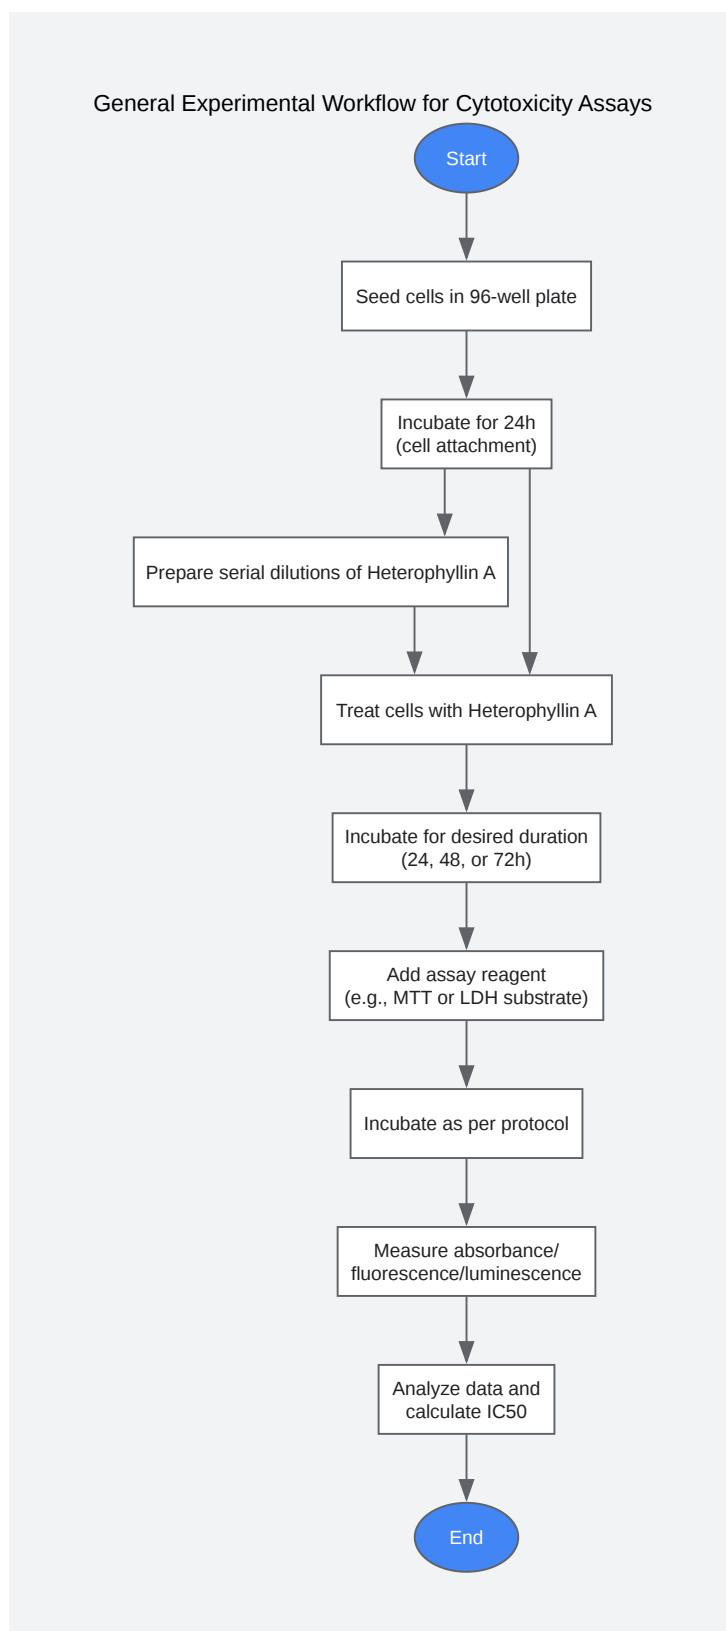 General Experimental Workflow for Cytotoxicity Assays
Start
Seed cells in 96-well plate
Incubate for 24h
(cell attachment)
Prepare serial dilutions of Heterophyllin A
Treat cells with Heterophyllin A
Incubate for desired duration
(24, 48, or 72h)
Add assay reagent
(e.g., MTT or LDH substrate)
Incubate as per protocol
Measure absorbance/
fluorescence/luminescence
Analyze data and
calculate IC50
End